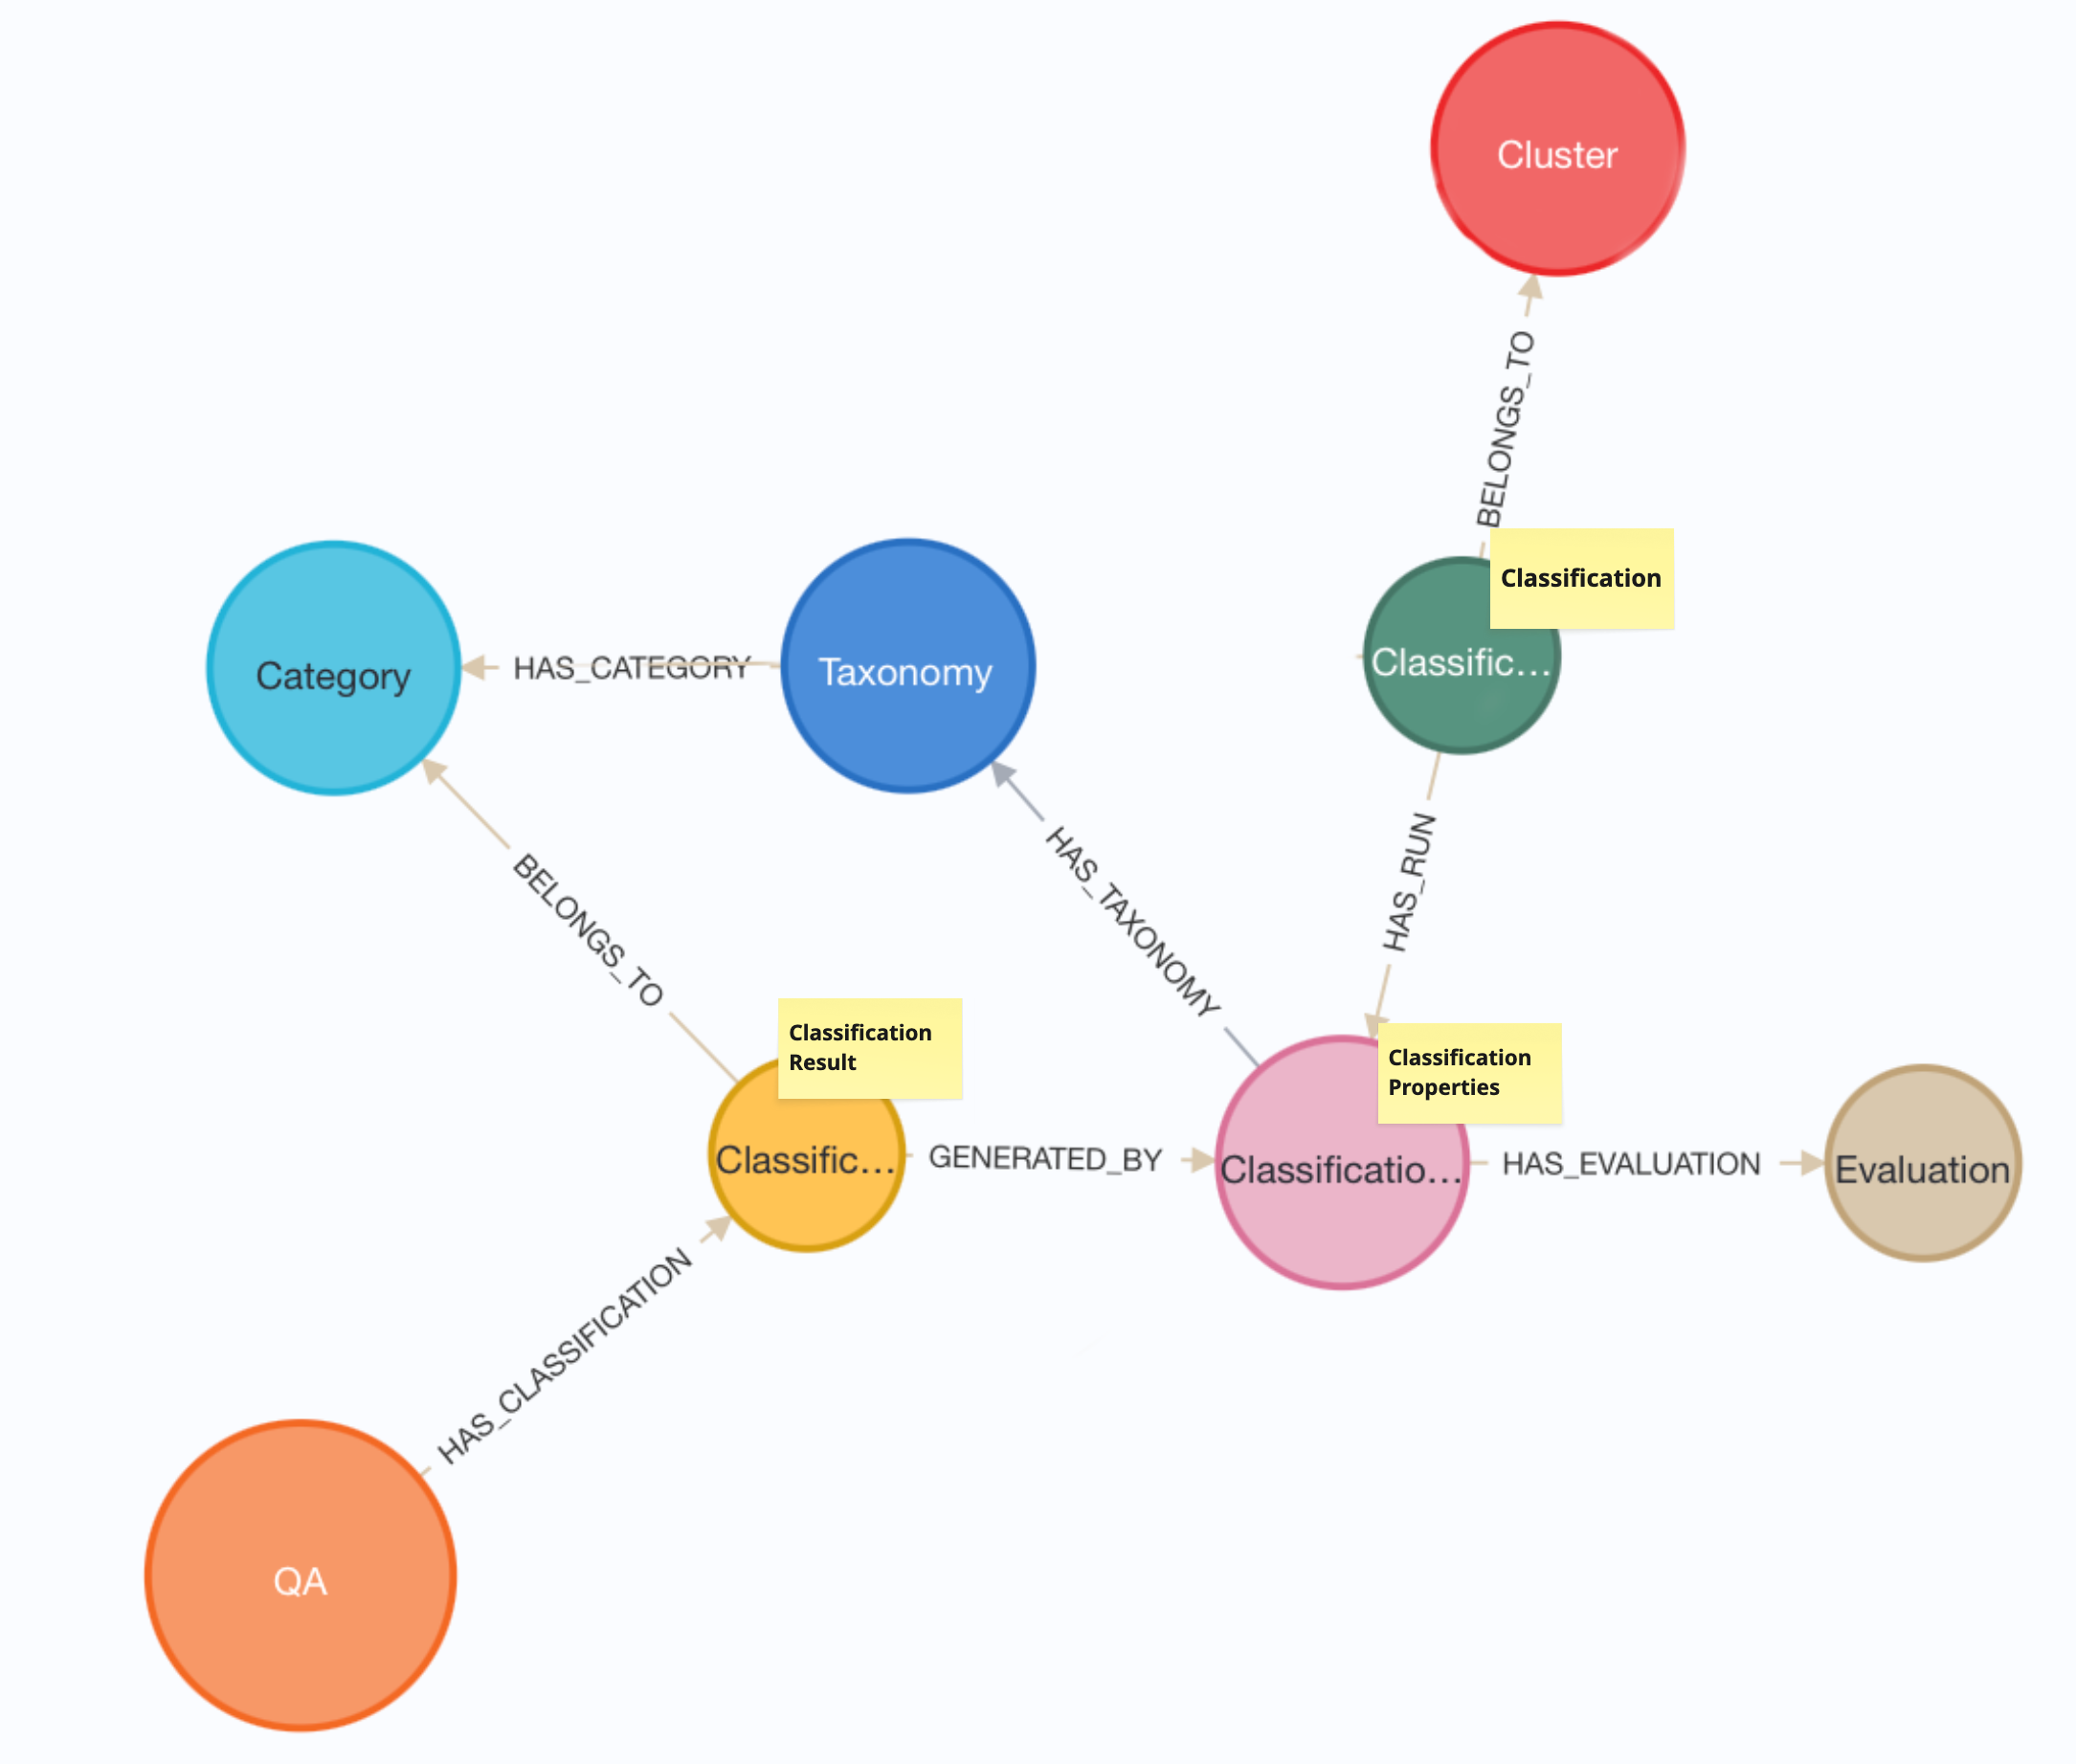 Cluster
BELONGS_TO
Classification
Classific...
Category
HAS_CATEGORY
Taxonomy
HAS_RUN
HAS_TAXONOMY
BELONGS_TO
Classification
Result
Classific...
GENERATED_BY
Classification
Properties
Classificatio...
HAS_EVALUATION
Evaluation
HAS_CLASSIFICATION
QA